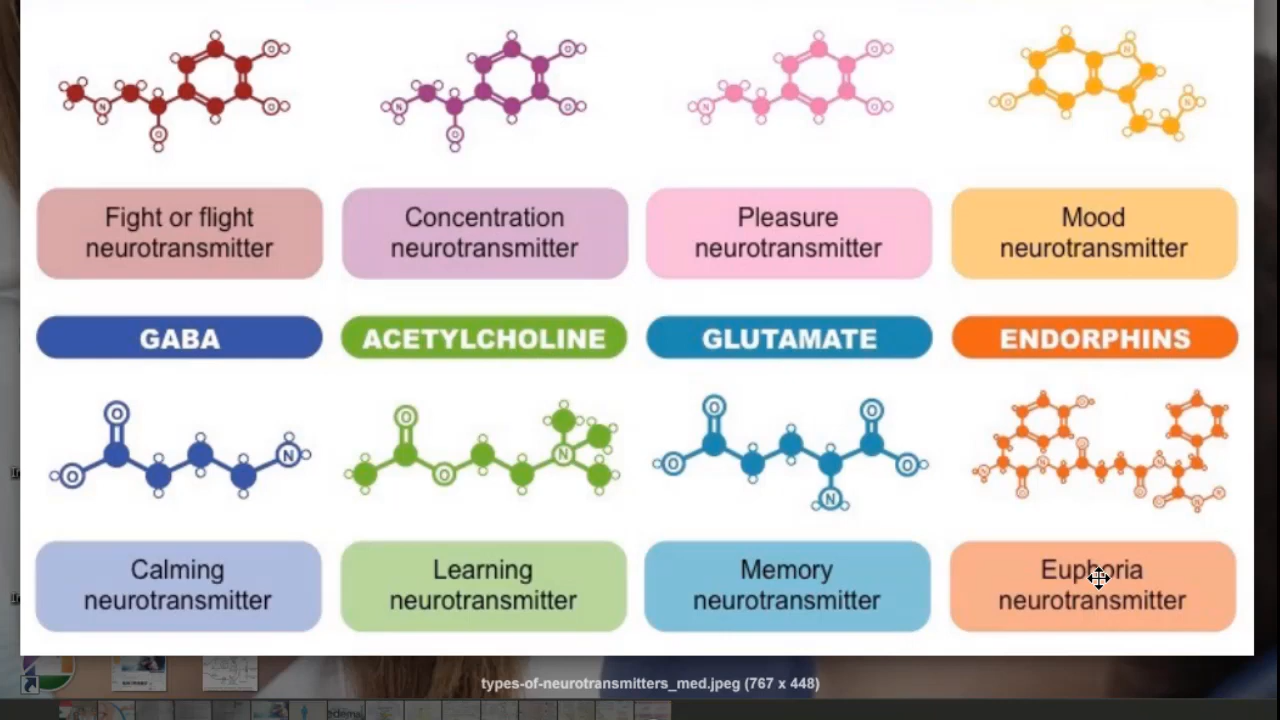 Fight or flight
neurotransmitter
Concentration
neurotransmitter
Pleasure
neurotransmitter
Mood
neurotransmitter
GABA
ACETYLCHOLINE
GLUTAMATE
ENDORPHINS
Calming
neurotransmitter
Learning
neurotransmitter
Memory
neurotransmitter
Euphoria
neurotransmitter
types-of-neurotransmitters_med.jpeg (767 x 448)
edema